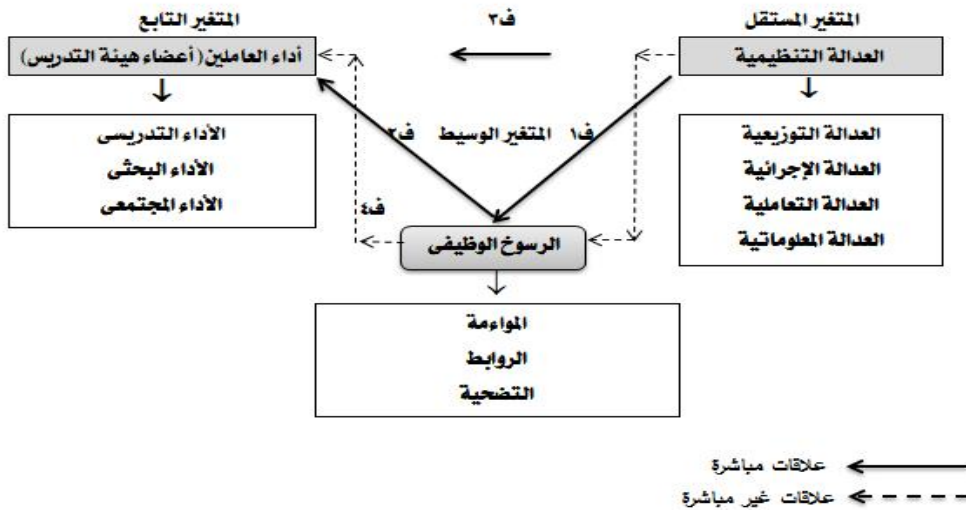 المتغير المستقل
ف٣
المتغير التابع
العدالة التنظيمية
أداء العاملين (أعضاء هيئة التدريس)
العدالة التوزيعية
العدالة الإجرائية
العدالة التعاملية
العدالة المعلوماتية
ف١
المتغير الوسيط
ف٢
الأداء التدريسى
الأداء البحثى
الأداء المجتمعى
ف٤
الرسوخ الوظيفى
المواءمة
الروابط
التضحية
علاقات مباشرة
علاقات غير مباشرة